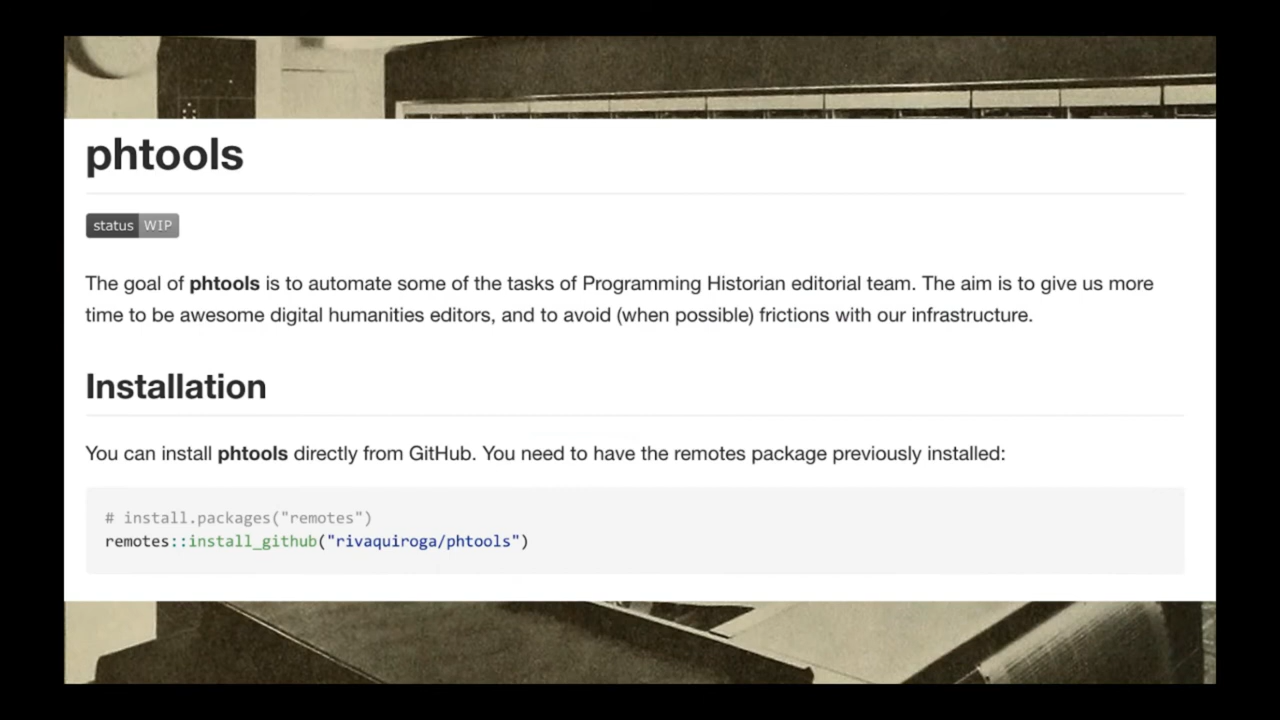 phtools
status WIP
The goal of phtools is to automate some of the tasks of Programming Historian editorial team. The aim is to give us more
time to be awesome digital humanities editors, and to avoid (when possible) frictions with our infrastructure.
Installation
You can install phtools directly from GitHub. You need to have the remotes package previously installed:
# install.packages("remotes")
remotes::install_github("rivaquiroga/phtools")